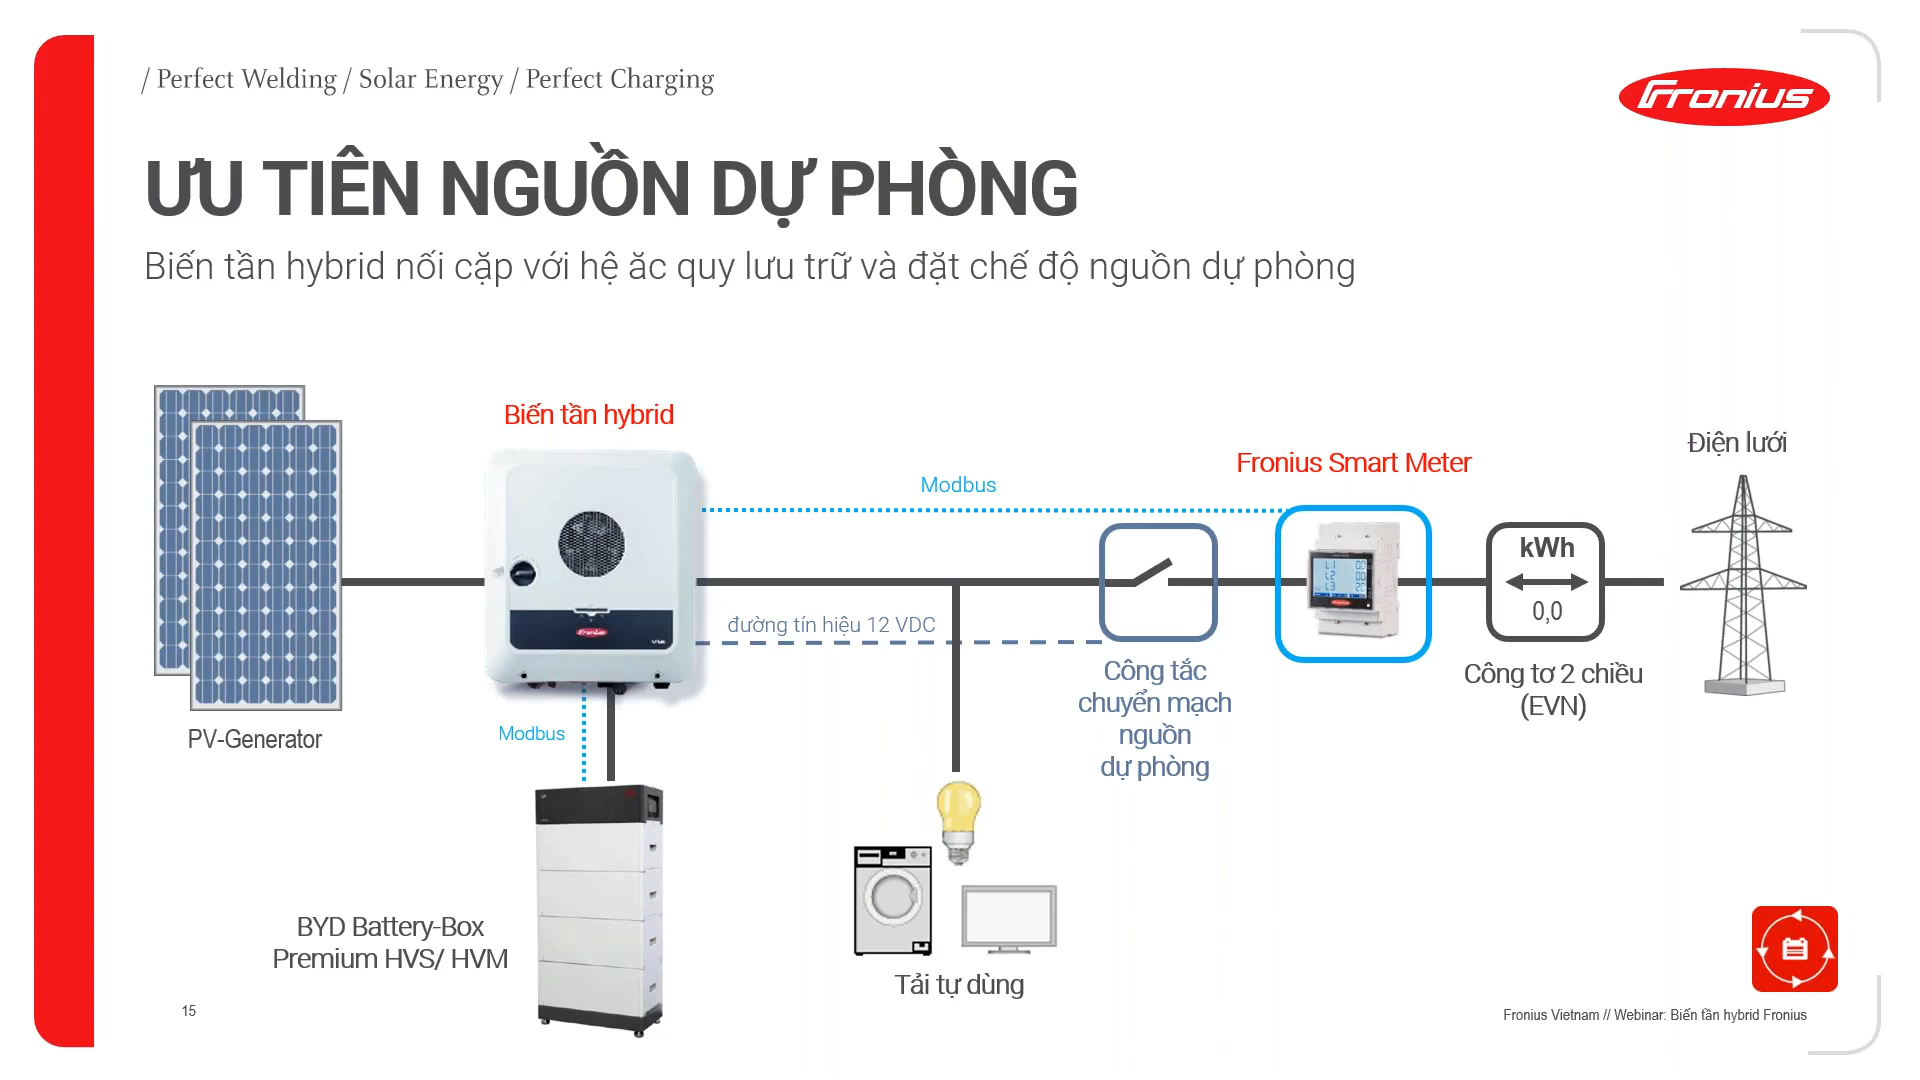 / Perfect Welding / Solar Energy / Perfect Charging
Fronius
ƯU TIÊN NGUỒN DỰ PHÒNG
Biến tần hybrid nối cặp với hệ ăc quy lưu trữ và đặt chế độ nguồn dự phòng
Biến tần hybrid
Điện lưới
Fronius Smart Meter
Modbus
kWh
0,0
Fronius
Fronius
đường tín hiệu 12 VDC
Công tắc
chuyển mạch
nguồn
dự phòng
Công tơ 2 chiều
(EVN)
PV-Generator
Modbus
BYD Battery-Box
Premium HVS/ HVM
Tải tự dùng
15
Fronius Vietnam // Webinar: Biến tần hybrid Fronius